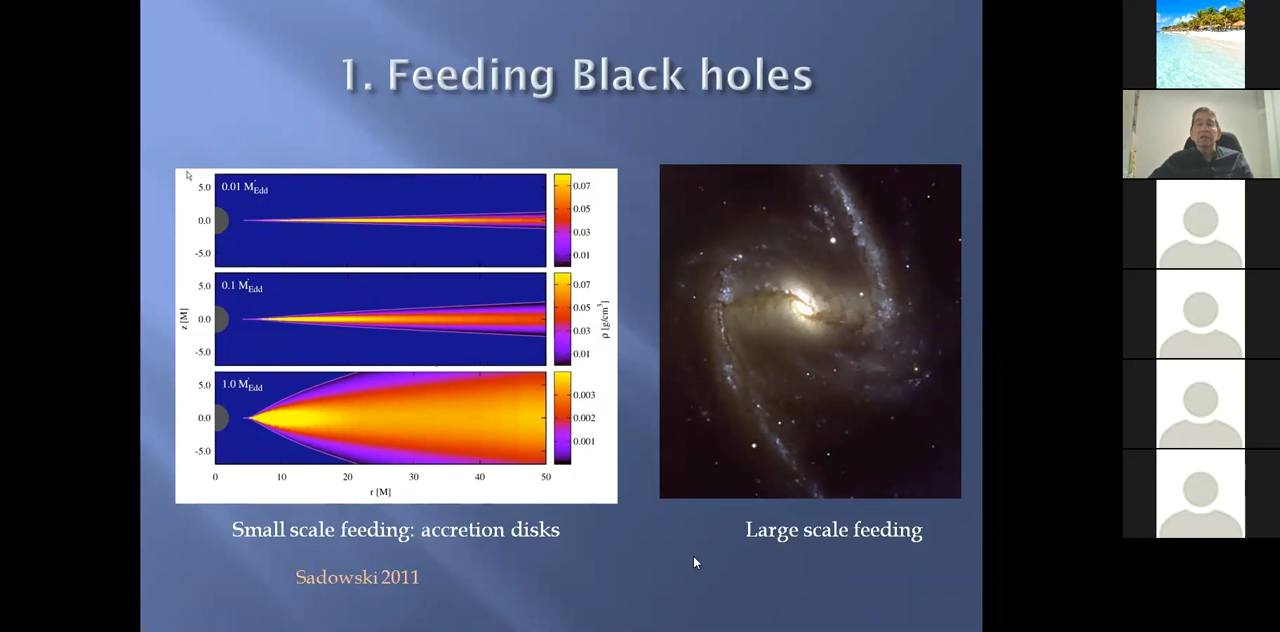 1. Feeding Black holes
0.01 ṀEdd
5.0
0.0
-5.0
0.07
0.05
0.03
0.01
0.1 ṀEdd
5.0
0.0
-5.0
0.07
0.05
0.03
0.01
1.0 ṀEdd
5.0
0.0
-5.0
0.003
0.002
0.001
z [M]
ρ [g/cm³]
0 10 20 30 40 50
r [M]
Small scale feeding: accretion disks
Large scale feeding
Sadowski 2011